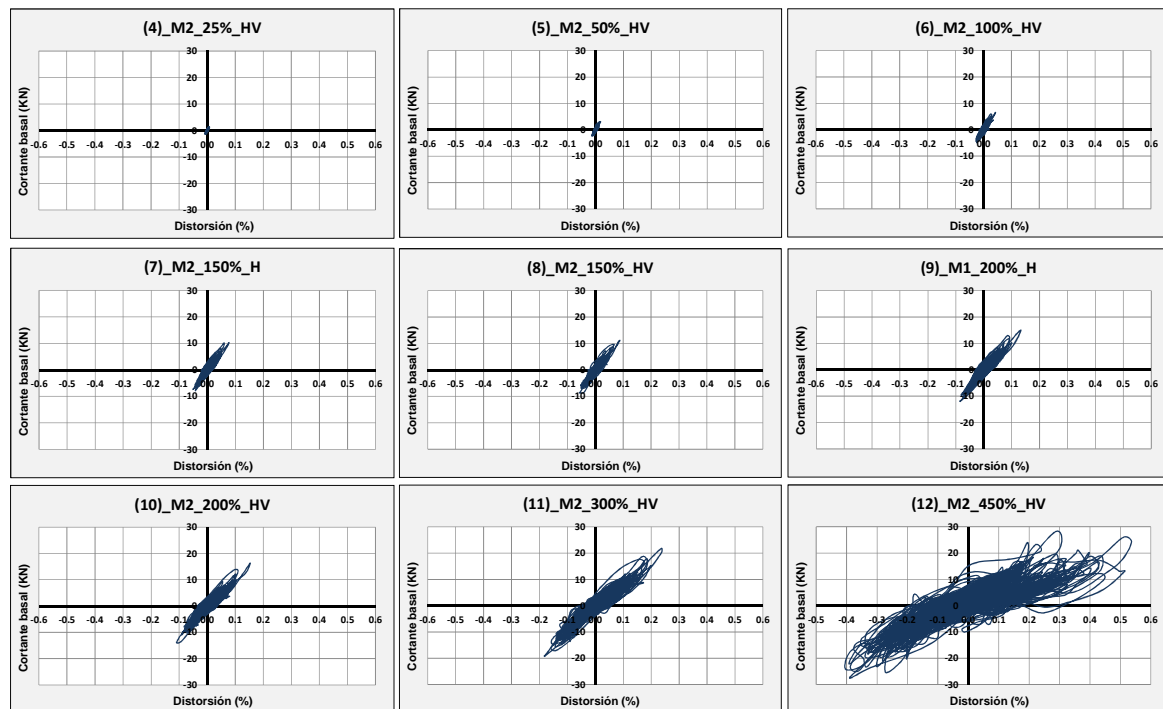 (4)_M2_25%_HV
Cortante basal (KN)
30
20
10
0
-0.6 -0.5 -0.4 -0.3 -0.2 -0.1 0.0 0.1 0.2 0.3 0.4 0.5 0.6
-10
-20
-30
Distorsión (%)
(5)_M2_50%_HV
Cortante basal (KN)
30
20
10
0
-0.6 -0.5 -0.4 -0.3 -0.2 -0.1 0.0 0.1 0.2 0.3 0.4 0.5 0.6
-10
-20
-30
Distorsión (%)
(6)_M2_100%_HV
Cortante basal (KN)
30
20
10
0
-0.6 -0.5 -0.4 -0.3 -0.2 -0.1 0.0 0.1 0.2 0.3 0.4 0.5 0.6
-10
-20
-30
Distorsión (%)
(7)_M2_150%_H
Cortante basal (KN)
30
20
10
0
-0.6 -0.5 -0.4 -0.3 -0.2 -0.1 0.0 0.1 0.2 0.3 0.4 0.5 0.6
-10
-20
-30
Distorsión (%)
(8)_M2_150%_HV
Cortante basal (KN)
30
20
10
0
-0.6 -0.5 -0.4 -0.3 -0.2 -0.1 0.0 0.1 0.2 0.3 0.4 0.5 0.6
-10
-20
-30
Distorsión (%)
(9)_M1_200%_H
Cortante basal (KN)
30
20
10
0
-0.6 -0.5 -0.4 -0.3 -0.2 -0.1 0.0 0.1 0.2 0.3 0.4 0.5 0.6
-10
-20
-30
Distorsión (%)
(10)_M2_200%_HV
Cortante basal (KN)
30
20
10
0
-0.6 -0.5 -0.4 -0.3 -0.2 -0.1 0.0 0.1 0.2 0.3 0.4 0.5 0.6
-10
-20
-30
Distorsión (%)
(11)_M2_300%_HV
Cortante basal (KN)
30
20
10
0
-0.6 -0.5 -0.4 -0.3 -0.2 -0.1 0.0 0.1 0.2 0.3 0.4 0.5 0.6
-10
-20
-30
Distorsión (%)
(12)_M2_450%_HV
Cortante basal (KN)
30
20
10
0
-0.6 -0.5 -0.4 -0.3 -0.2 -0.1 0.0 0.1 0.2 0.3 0.4 0.5 0.6
-10
-20
-30
Distorsión (%)